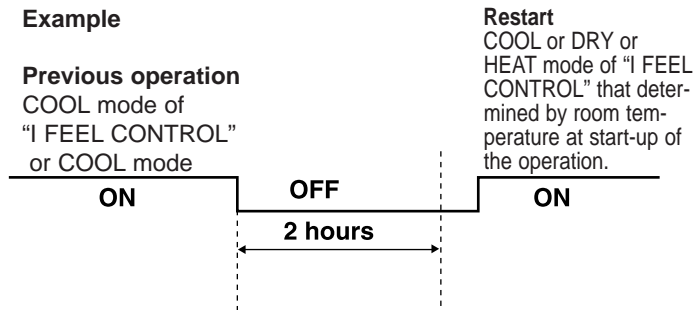 Example
Previous operation
COOL mode of
“I FEEL CONTROL”
or COOL mode
Restart
COOL or DRY or
HEAT mode of “I FEEL
CONTROL” that deter-
mined by room tem-
perature at start-up of
the operation.
ON
OFF
ON
2 hours